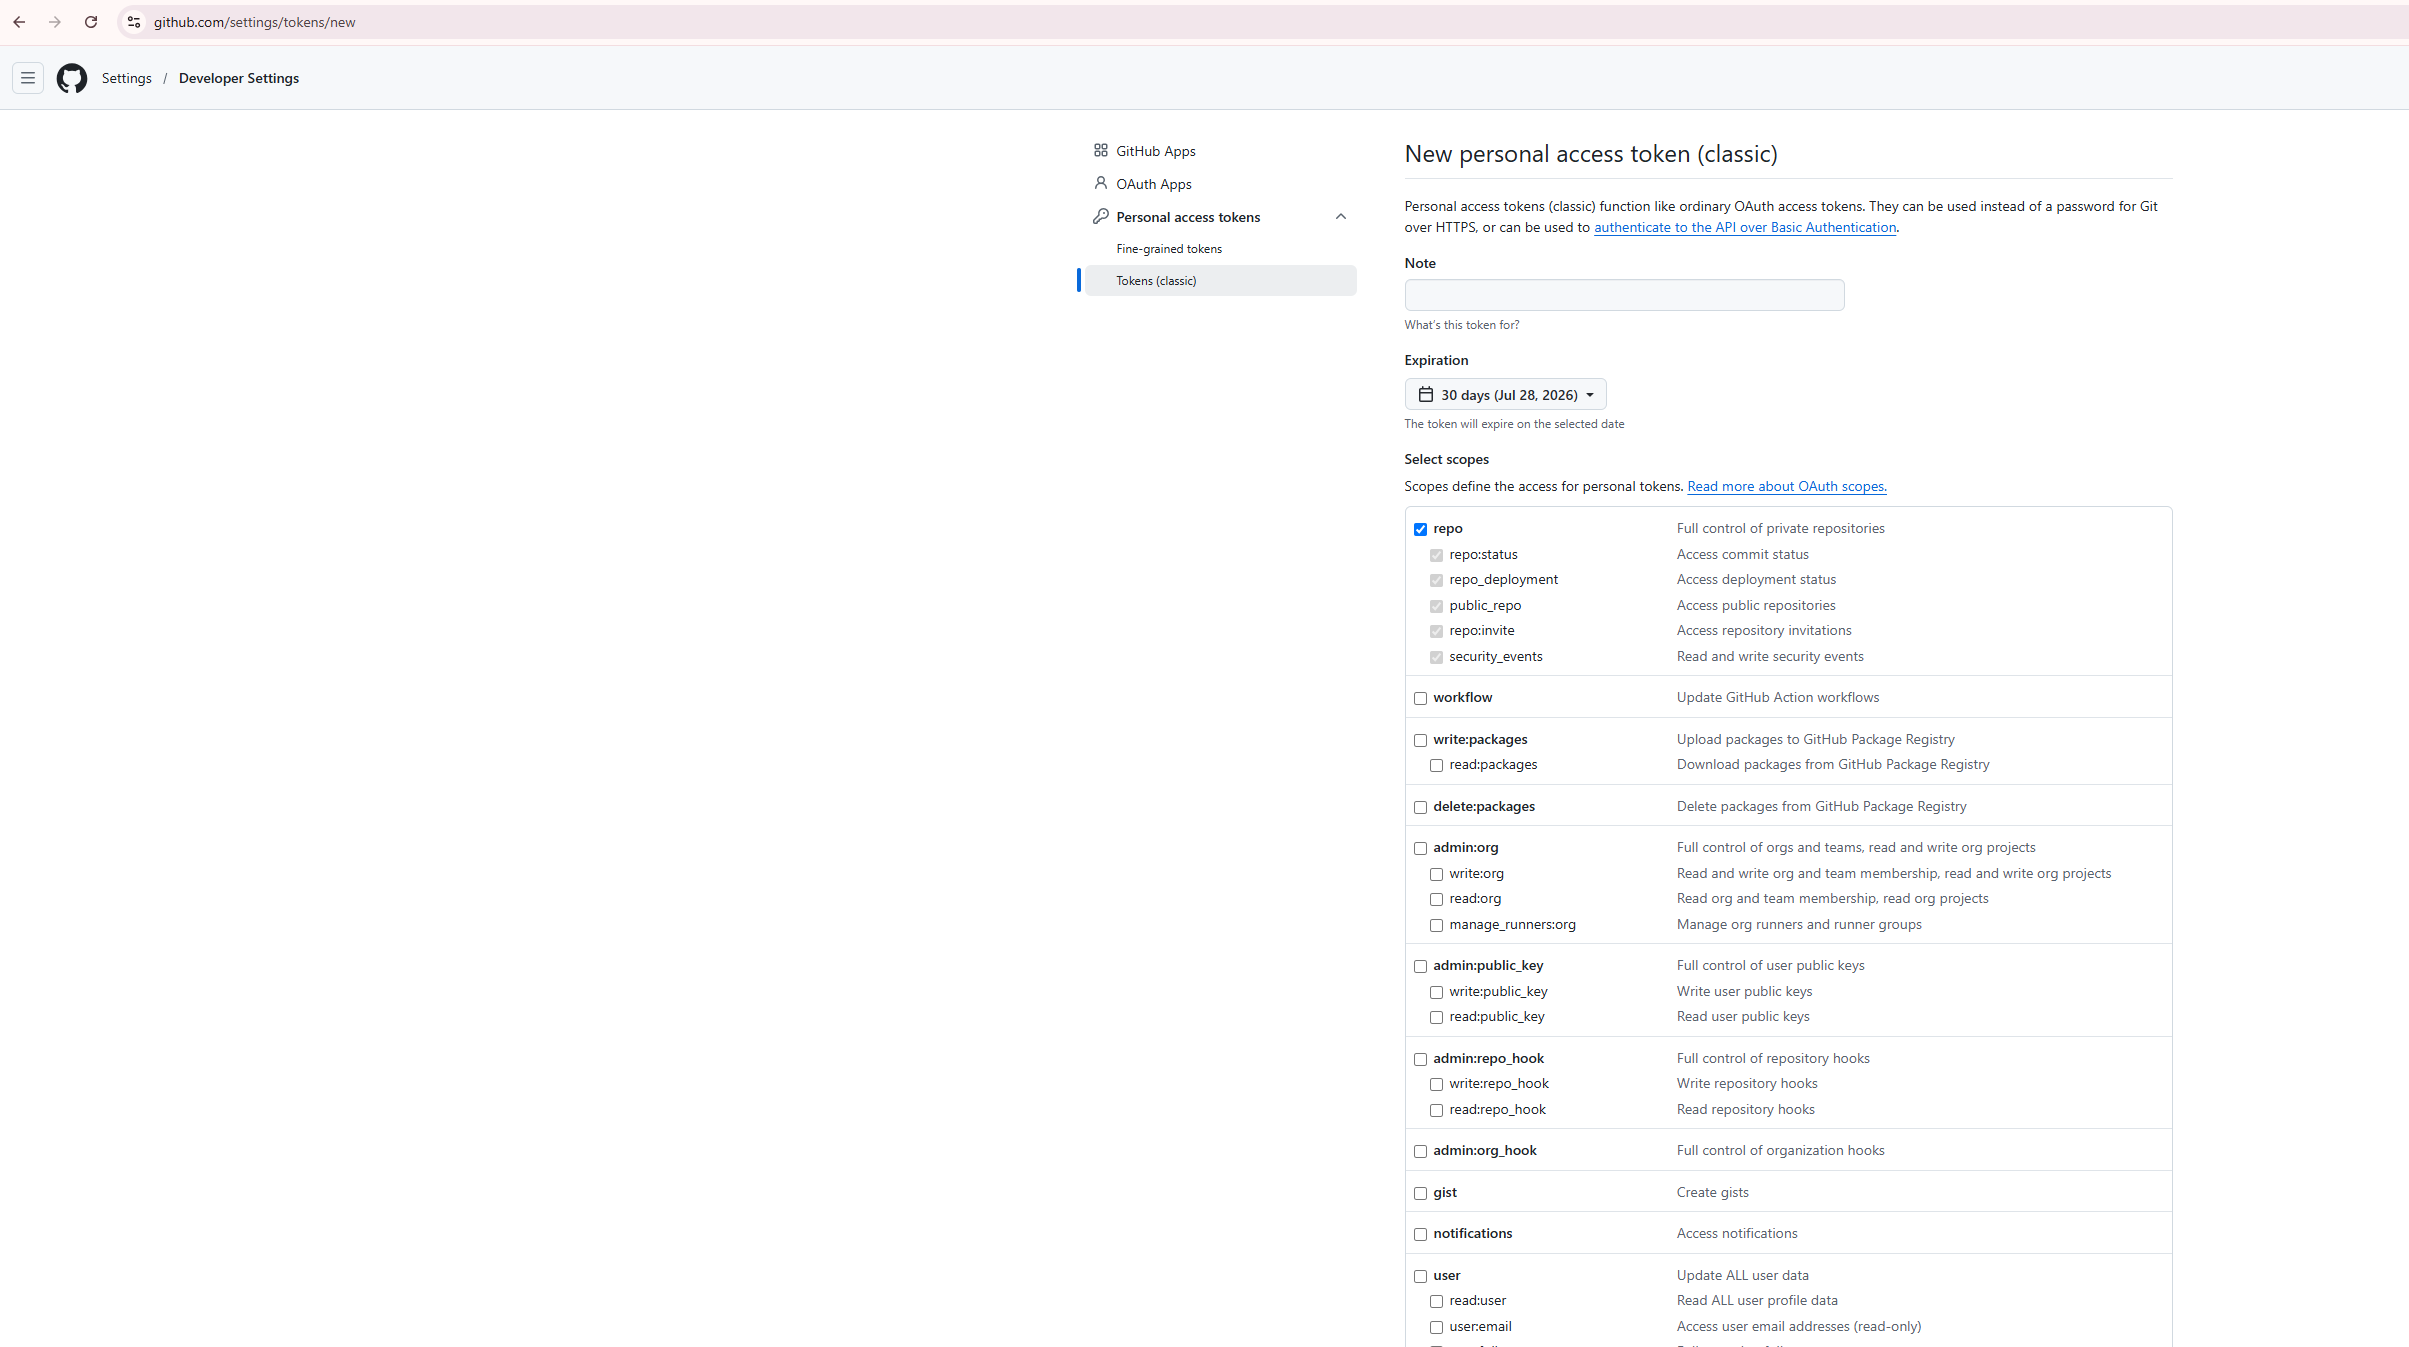 github.com/settings/tokens/new
Settings / Developer Settings
GitHub Apps
OAuth Apps
Personal access tokens
Fine-grained tokens
Tokens (classic)
New personal access token (classic)
Personal access tokens (classic) function like ordinary OAuth access tokens. They can be used instead of a password for Git
over HTTPS, or can be used to authenticate to the API over Basic Authentication.
Note
What's this token for?
Expiration
30 days (Jul 28, 2026)
The token will expire on the selected date
Select scopes
Scopes define the access for personal tokens. Read more about OAuth scopes.
repo Full control of private repositories
repo:status Access commit status
repo_deployment Access deployment status
public_repo Access public repositories
repo:invite Access repository invitations
security_events Read and write security events
workflow Update GitHub Action workflows
write:packages Upload packages to GitHub Package Registry
read:packages Download packages from GitHub Package Registry
delete:packages Delete packages from GitHub Package Registry
admin:org Full control of orgs and teams, read and write org projects
write:org Read and write org and team membership, read and write org projects
read:org Read org and team membership, read org projects
manage_runners:org Manage org runners and runner groups
admin:public_key Full control of user public keys
write:public_key Write user public keys
read:public_key Read user public keys
admin:repo_hook Full control of repository hooks
write:repo_hook Write repository hooks
read:repo_hook Read repository hooks
admin:org_hook Full control of organization hooks
gist Create gists
notifications Access notifications
user Update ALL user data
read:user Read ALL user profile data
user:email Access user email addresses (read-only)